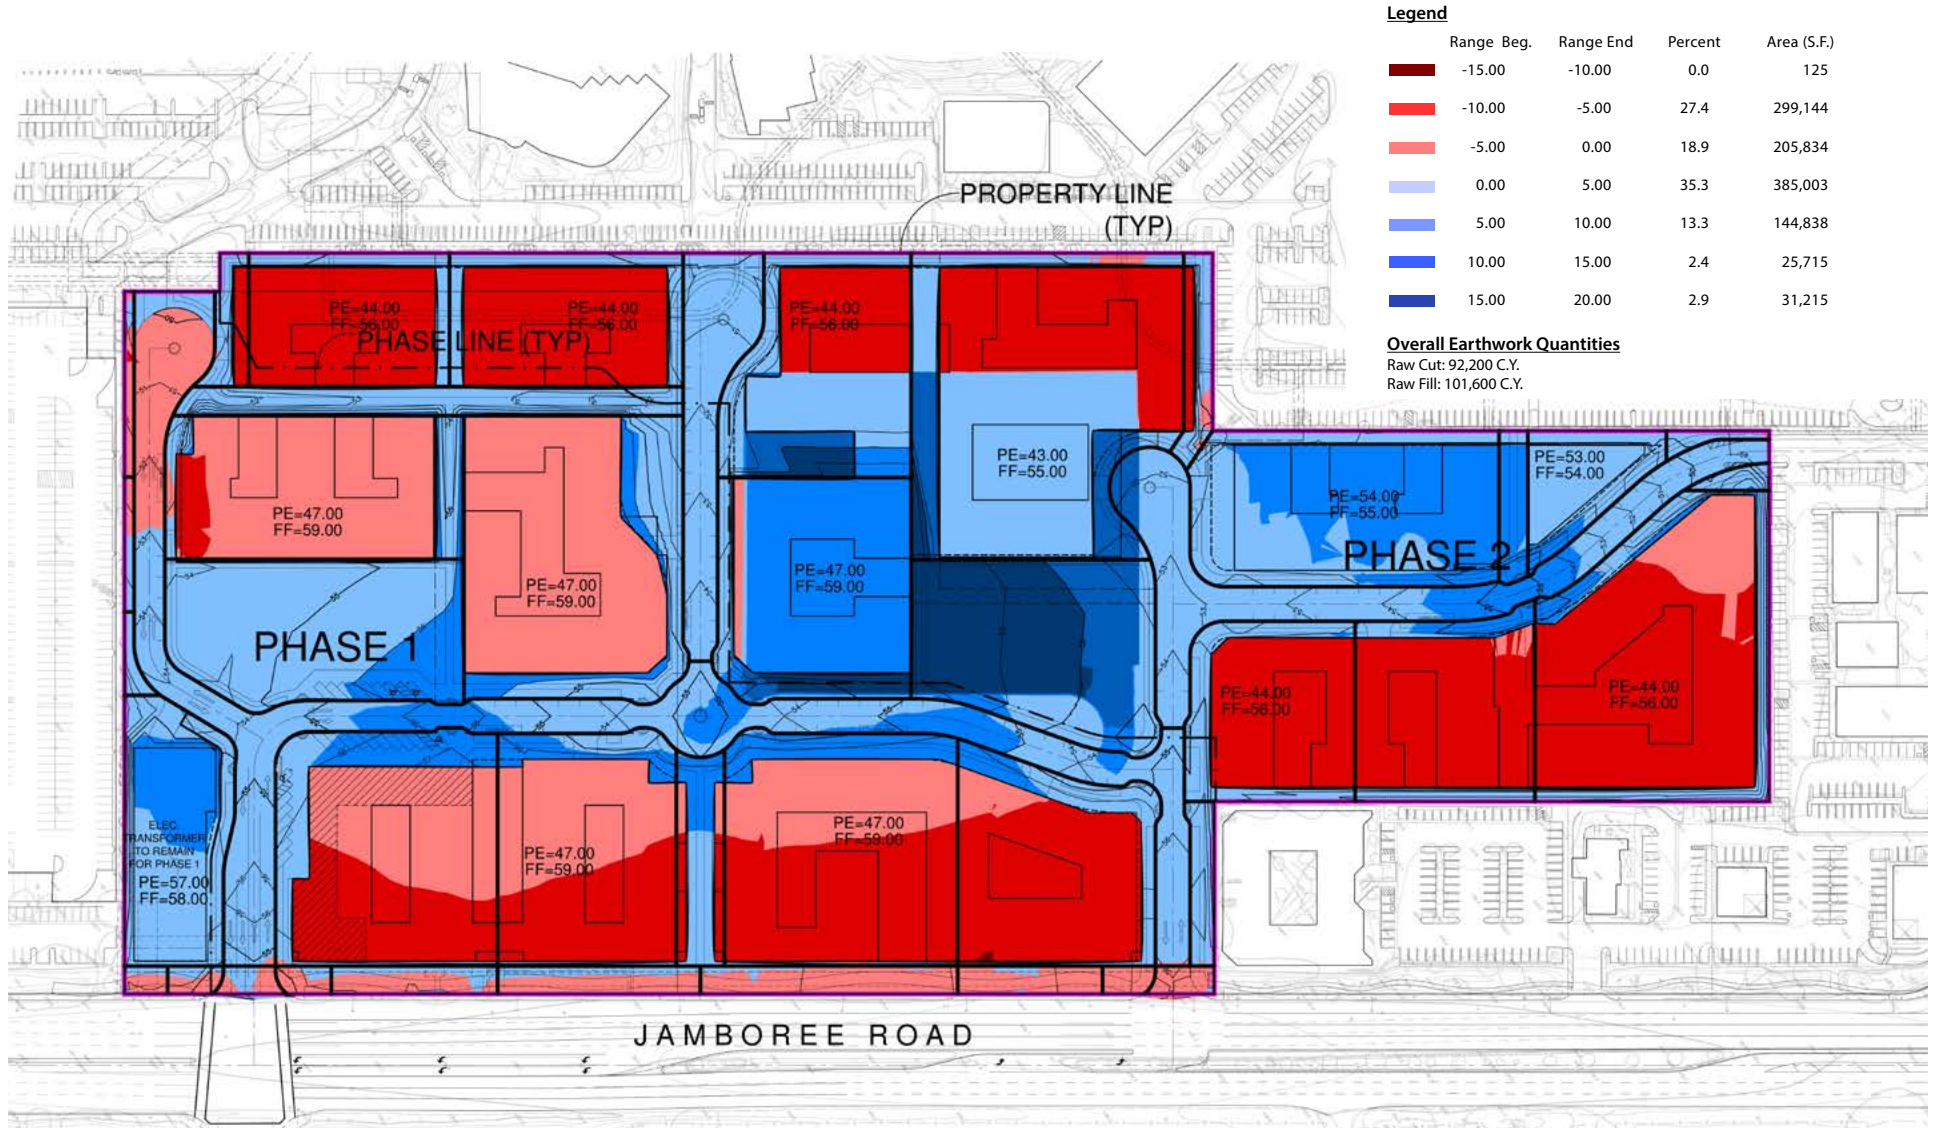 Legend
Range Beg. Range End Percent Area (S.F.)
-15.00 -10.00 0.0 125
-10.00 -5.00 27.4 299,144
-5.00 0.00 18.9 205,834
0.00 5.00 35.3 385,003
5.00 10.00 13.3 144,838
10.00 15.00 2.4 25,715
15.00 20.00 2.9 31,215
Overall Earthwork Quantities
Raw Cut: 92,200 C.Y.
Raw Fill: 101,600 C.Y.
PROPERTY LINE
(TYP)
PE=44.00
FF=56.00
PE=44.00
FF=56.00
PE=44.00
FF=56.00
PHASE LINE (TYP)
PE=43.00
FF=55.00
PE=53.00
FF=54.00
PE=54.00
FF=55.00
PHASE 2
PE=47.00
FF=59.00
PE=47.00
FF=59.00
PE=47.00
FF=59.00
PHASE 1
PE=44.00
FF=56.00
PE=44.00
FF=56.00
ELEC.
TRANSFORMER
TO REMAIN
FOR PHASE 1
PE=57.00
FF=58.00
PE=47.00
FF=59.00
PE=47.00
FF=59.00
JAMBOREE ROAD